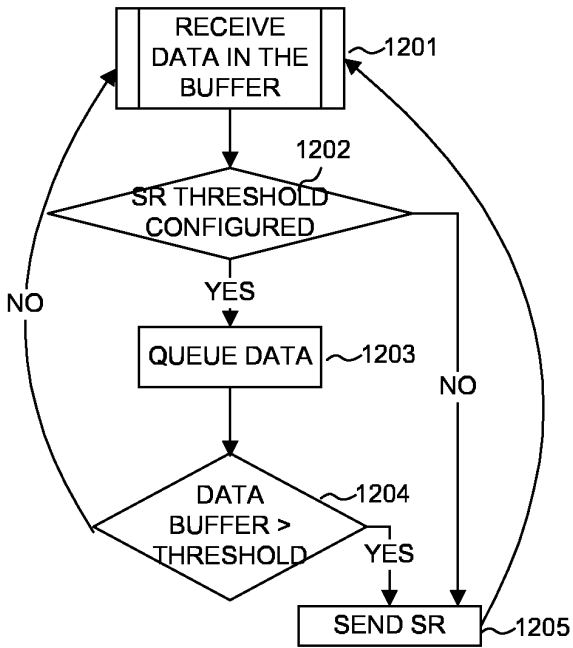 RECEIVE
DATA IN THE
BUFFER
1201
1202
SR THRESHOLD
CONFIGURED
YES
NO
QUEUE DATA
1203
NO
DATA
BUFFER >
THRESHOLD
1204
YES
SEND SR
1205